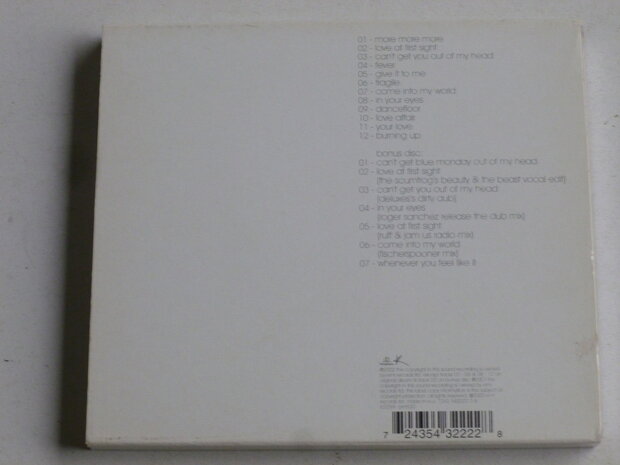 01 - more more more
02 - love at first sight
03 - can't get you out of my head
04 - fever
05 - give it to me
06 - fragile
07 - come into my world
08 - in your eyes
09 - dancefloor
10 - love affair
11 - your love
12 - burning up
bonus disc:
01 - can't get blue monday out of my head
02 - love at first sight
(the scumfrog's beauty & the beast vocal edit)
03 - can't get you out of my head
(deluxe's dirty dub)
04 - in your eyes
(roger sanchez release the dub mix)
05 - love at first sight
(ruff & jam us radio mix)
06 - come into my world
(fischerspooner mix)
07 - whenever you feel like it
7 24354 32222 8